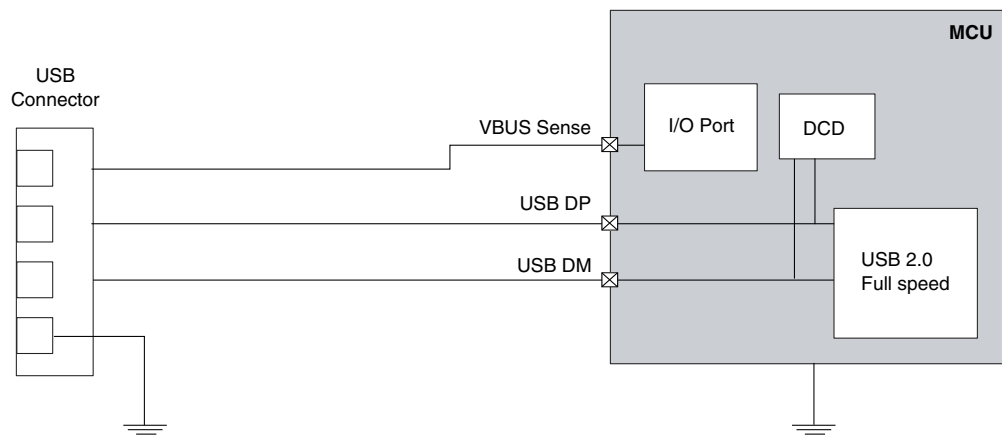 MCU
USB
Connector
VBUS Sense
I/O Port
DCD
USB DP
USB DM
USB 2.0
Full speed